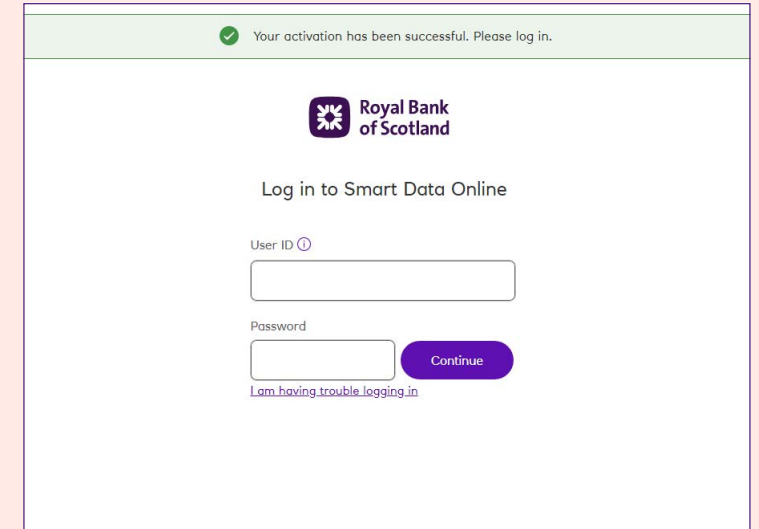 Your activation has been successful. Please log in.
Royal Bank
of Scotland
Log in to Smart Data Online
User ID
Password
Continue
I am having trouble logging in